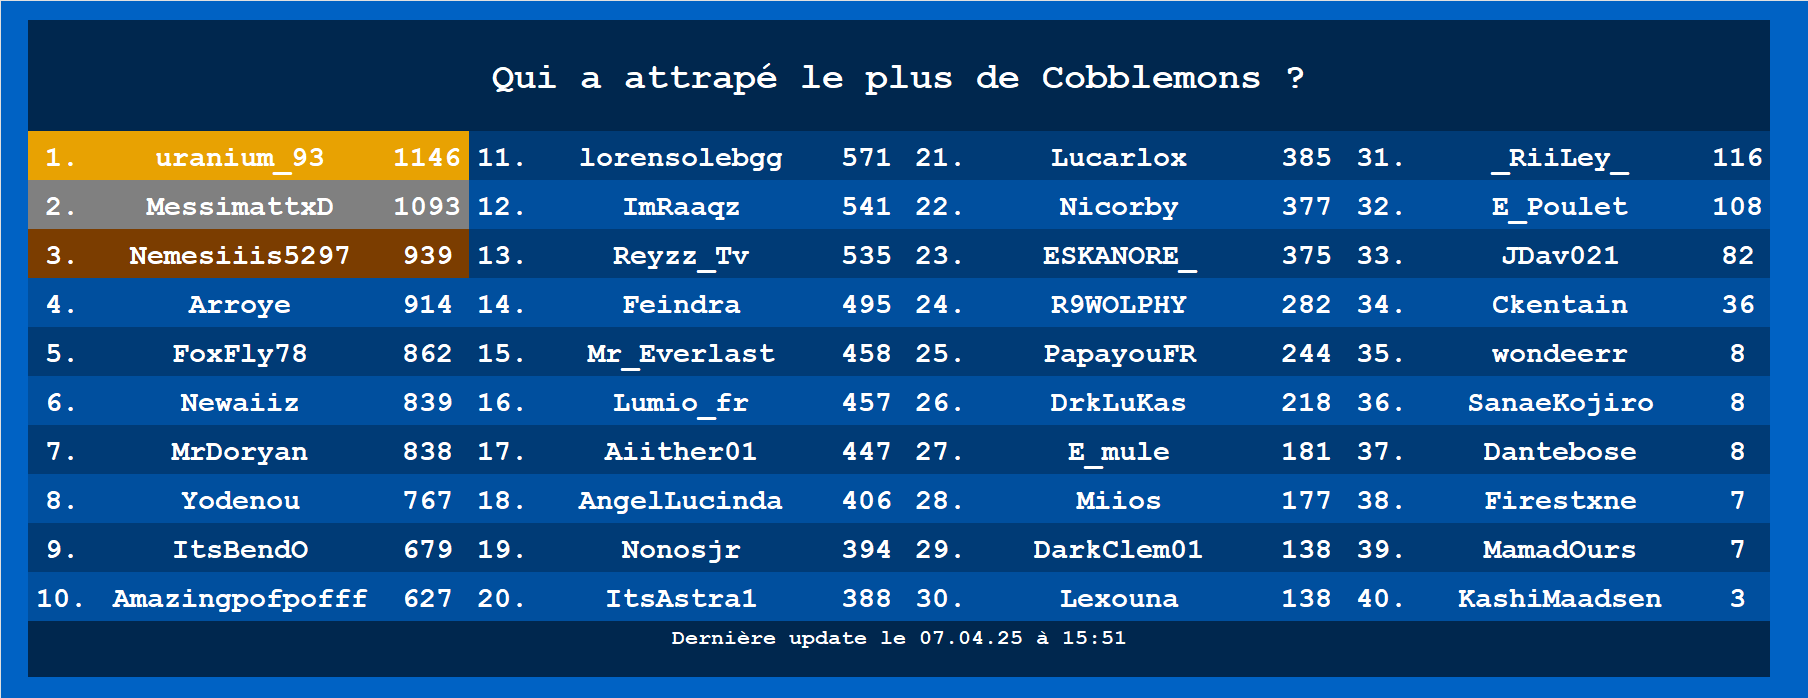 Qui a attrapé le plus de Cobblemons ?
1. uranium_93 1146 11. lorensolebgg 571 21. Lucarlox 385 31. _RiiLey_ 116
2. MessimattxD 1093 12. ImRaaqz 541 22. Nicorby 377 32. E_Poulet 108
3. Nemesiiis5297 939 13. Reyzz_Tv 535 23. ESKANORE_ 375 33. JDav021 82
4. Arroye 914 14. Feindra 495 24. R9WOLPHY 282 34. Ckentain 36
5. FoxFly78 862 15. Mr_Everlast 458 25. PapayouFR 244 35. wondeerr 8
6. Newaiiz 839 16. Lumio_fr 457 26. DrkLuKas 218 36. SanaeKojiro 8
7. MrDoryan 838 17. Aiither01 447 27. E_mule 181 37. Dantebose 8
8. Yodenou 767 18. AngelLucinda 406 28. Miios 177 38. Firestxne 7
9. ItsBendO 679 19. Nonosjr 394 29. DarkClem01 138 39. MamadOurs 7
10. Amazingpofpofff 627 20. ItsAstra1 388 30. Lexouna 138 40. KashiMaadsen 3
Dernière update le 07.04.25 à 15:51